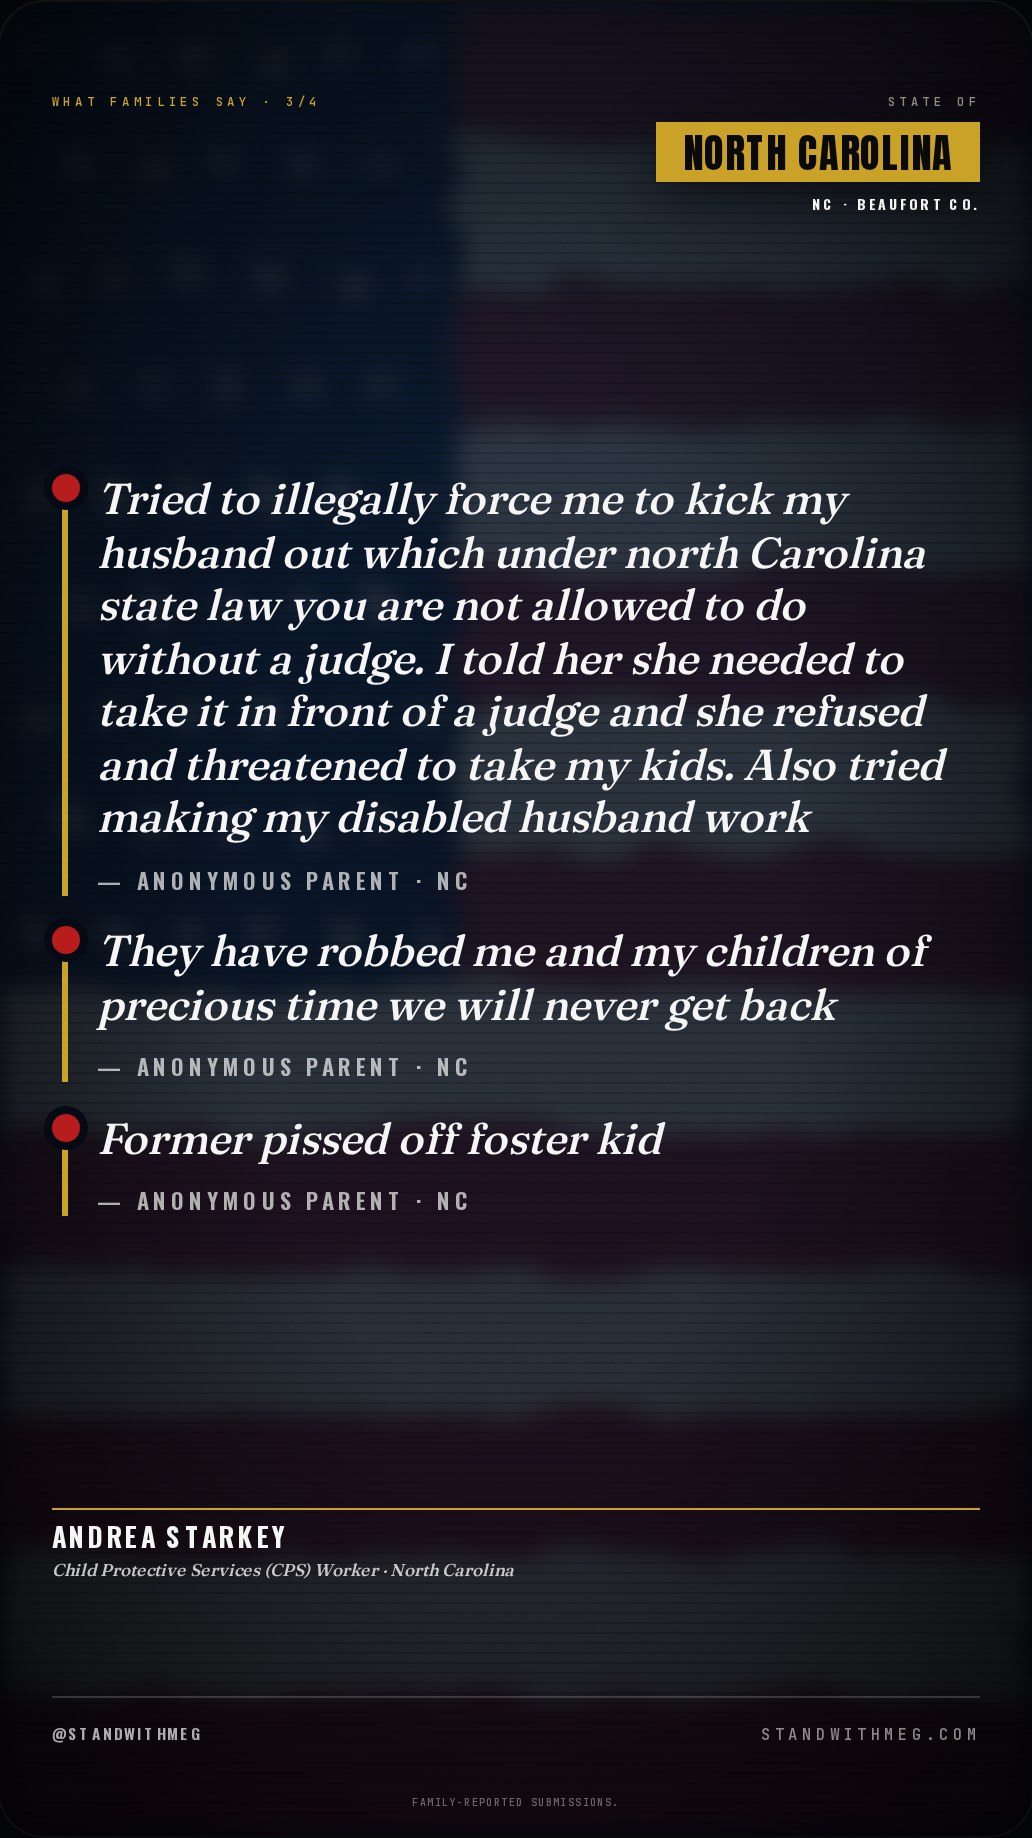 WHAT FAMILIES SAY · 3/4
STATE OF
NORTH CAROLINA
NC · BEAUFORT CO.
Tried to illegally force me to kick my
husband out which under north Carolina
state law you are not allowed to do
without a judge. I told her she needed to
take it in front of a judge and she refused
and threatened to take my kids. Also tried
making my disabled husband work
— ANONYMOUS PARENT · NC
They have robbed me and my children of
precious time we will never get back
— ANONYMOUS PARENT · NC
Former pissed off foster kid
— ANONYMOUS PARENT · NC
ANDREA STARKEY
Child Protective Services (CPS) Worker · North Carolina
@STANDWITHMEG
STANDWITHMEG.COM
FAMILY-REPORTED SUBMISSIONS.